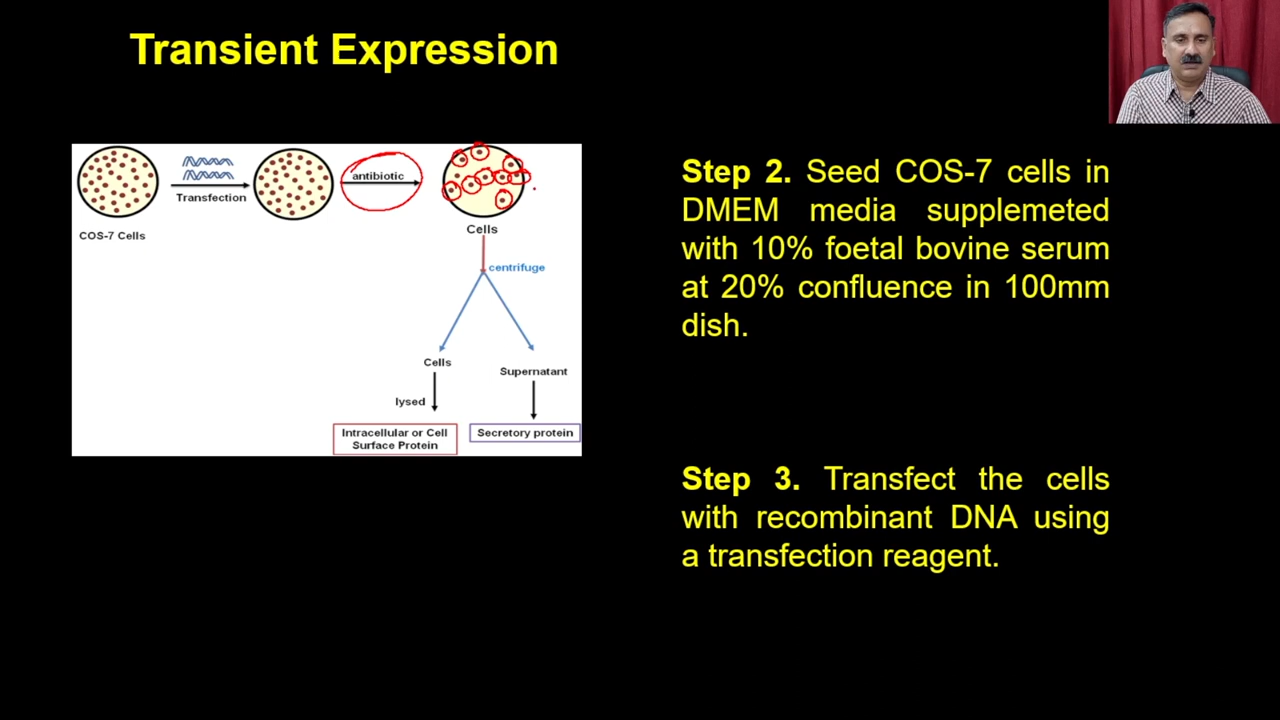 Transient Expression
Transfection
antibiotic
COS-7 Cells
Cells
centrifuge
Cells
Supernatant
lysed
Intracellular or Cell
Surface Protein
Secretory protein
Step 2. Seed COS-7 cells in
DMEM media supplemeted
with 10% foetal bovine serum
at 20% confluence in 100mm
dish.
Step 3. Transfect the cells
with recombinant DNA using
a transfection reagent.